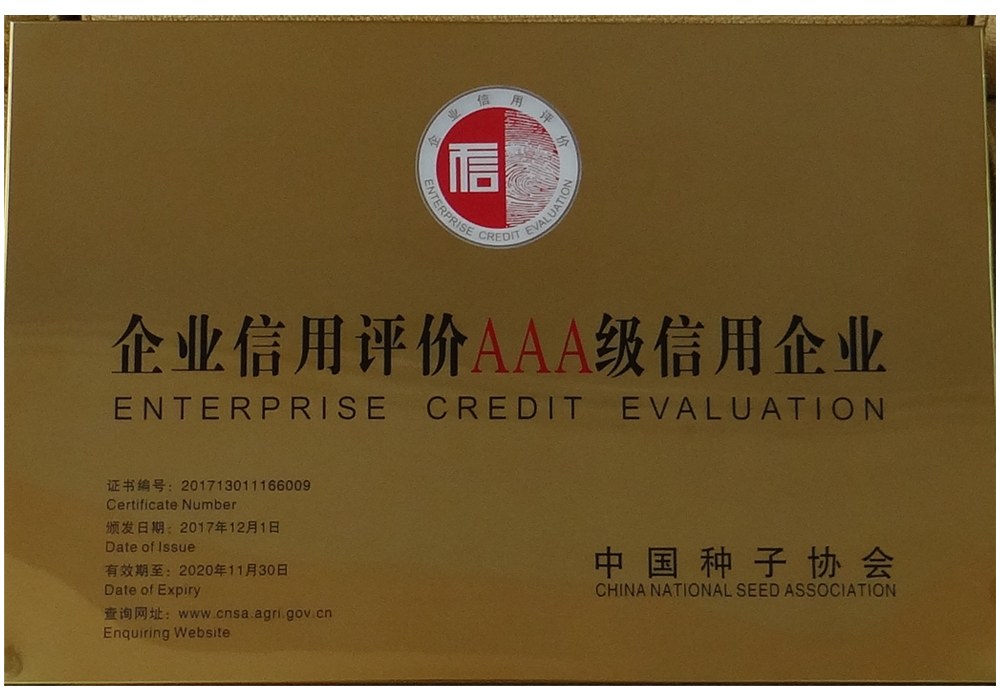 企业信用评价
信
ENTERPRISE CREDIT EVALUATION
企业信用评价AAA级信用企业
ENTERPRISE CREDIT EVALUATION
证书编号：201713011166009
Certificate Number
颁发日期：2017年12月1日
Date of Issue
有效期至：2020年11月30日
Date of Expiry
查询网址：www.cnsa.agri.gov.cn
Enquiring Website
中国种子协会
CHINA NATIONAL SEED ASSOCIATION